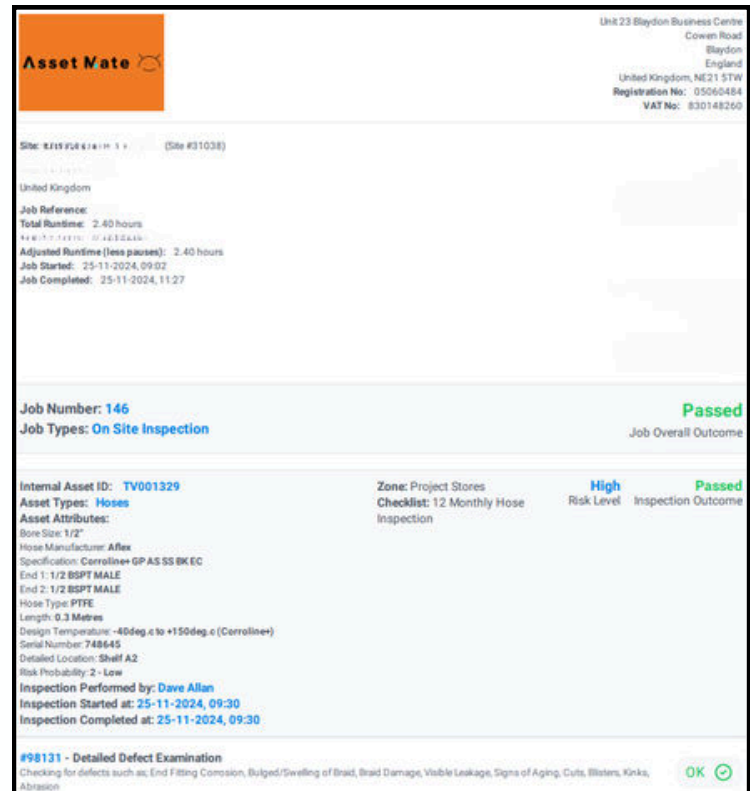 Asset Mate
Unit 23 Blaydon Business Centre
Cowen Road
Blaydon
England
United Kingdom, NE21 5TW
Registration No: 05060484
VAT No: 830148260
Site: (Site #31038)
United Kingdom
Job Reference:
Total Runtime: 2.40 hours
Adjusted Runtime (less pauses): 2.40 hours
Job Started: 25-11-2024, 09:02
Job Completed: 25-11-2024, 11:27
Job Number: 146
Job Types: On Site Inspection
Passed
Job Overall Outcome
Internal Asset ID: TV001329
Asset Types: Hoses
Asset Attributes:
Bore Size: 1/2"
Hose Manufacturer: Aflex
Specification: Corroline+ GP AS SS BK EC
End 1: 1/2 BSPT MALE
End 2: 1/2 BSPT MALE
Hose Type: PTFE
Length: 0.3 Metres
Design Temperature: -40deg.c to +150deg.c (Corroline+)
Serial Number: 748645
Detailed Location: Shelf A2
Risk Probability: 2 - Low
Inspection Performed by: Dave Allan
Inspection Started at: 25-11-2024, 09:30
Inspection Completed at: 25-11-2024, 09:30
Zone: Project Stores
Checklist: 12 Monthly Hose
Inspection
High
Risk Level
Passed
Inspection Outcome
#98131 - Detailed Defect Examination
Checking for defects such as; End Fitting Corrosion, Bulged/Swelling of Braid, Braid Damage, Visible Leakage, Signs of Aging, Cuts, Blisters, Kinks,
Abrasion
OK